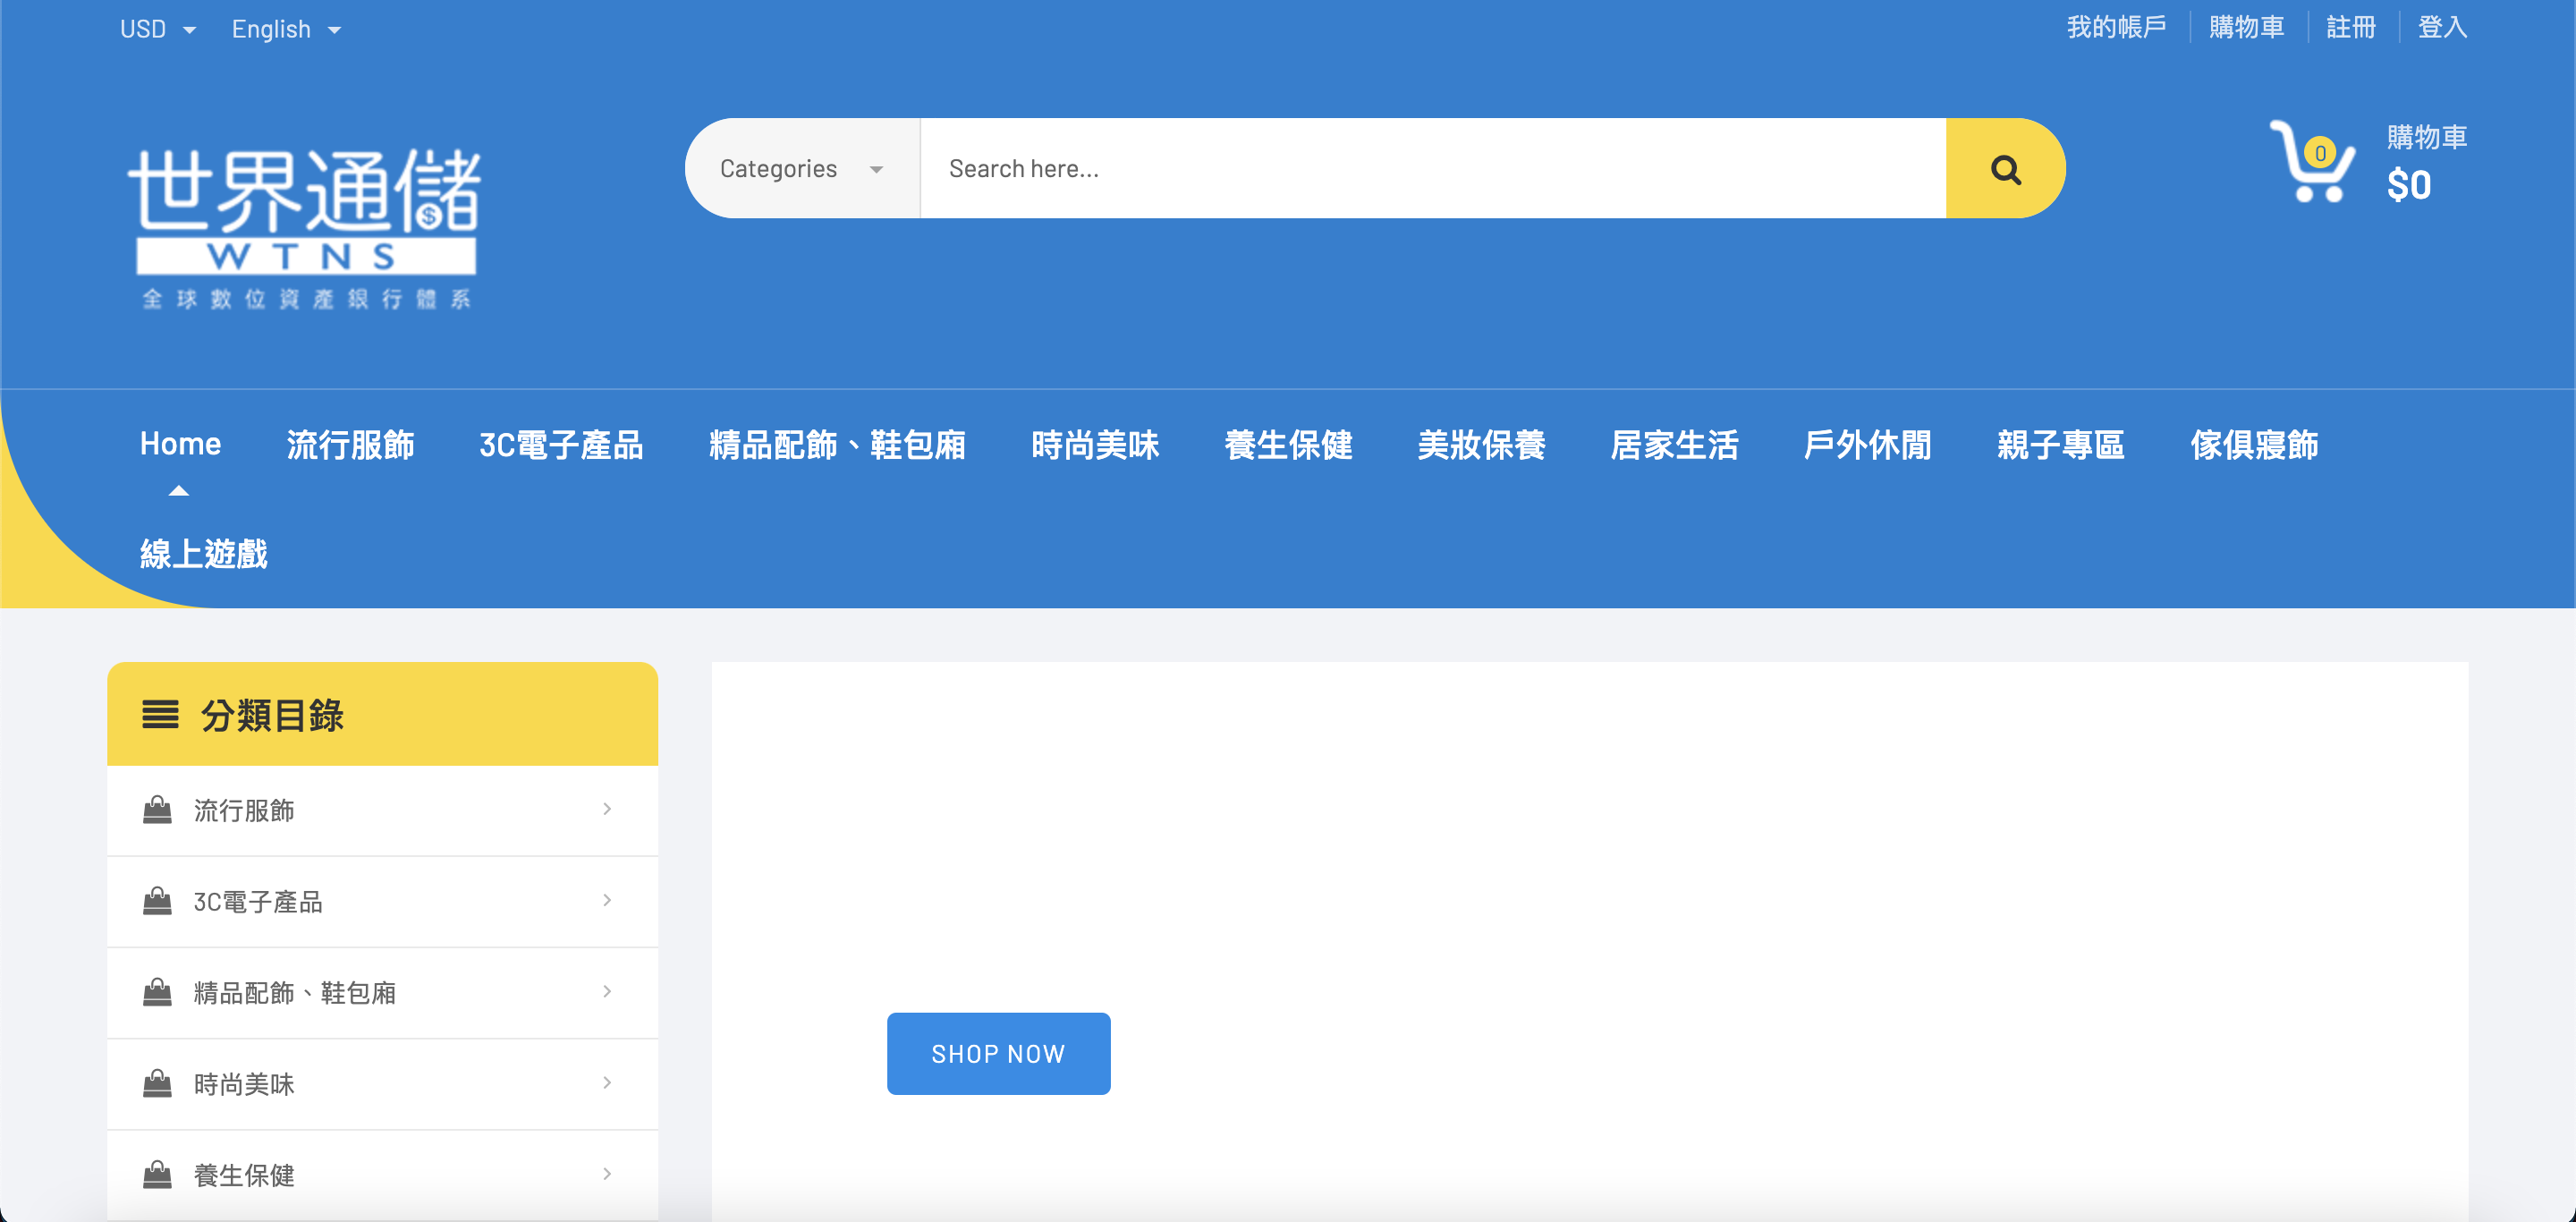 USD English 我的帳戶 購物車 註冊 登入
世界通儲
$
WTNS
全球數位資產銀行體系
Categories Search here... 0 購物車
$0
Home 流行服飾 3C電子產品 精品配飾、鞋包廂 時尚美味 養生保健 美妝保養 居家生活 戶外休閒 親子專區 傢俱寢飾
線上遊戲
分類目錄
流行服飾
3C電子產品
精品配飾、鞋包廂
時尚美味
養生保健
SHOP NOW